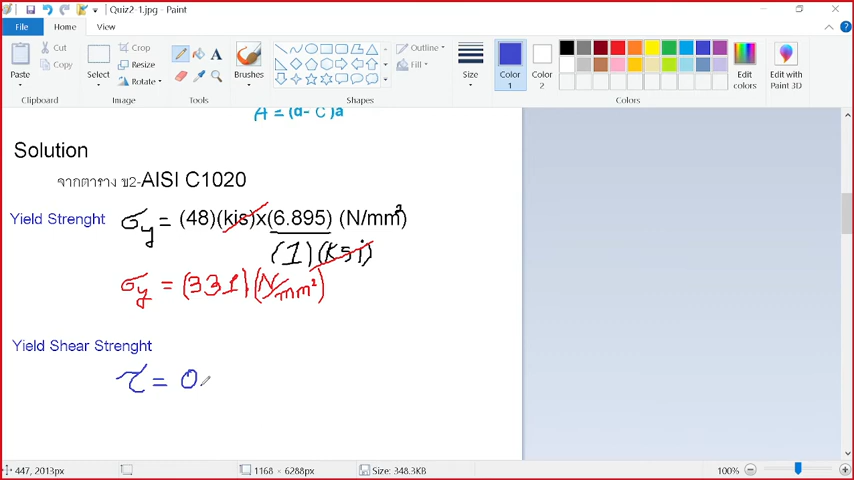 Quiz2-1.jpg - Paint
File Home View
Paste Cut Copy Clipboard
Select Crop Resize Rotate Image
Tools
Brushes
Outline Fill Shapes
Size
Color 1 Color 2
Edit colors Edit with Paint 3D
Colors
A = (d- C )a
Solution
จากตาราง ข2-AISI C1020
Yield Strenght σy = (48)(kis)x(6.895) (N/mm²)
(1)(ksi)
σy = (331)(N/mm²)
Yield Shear Strenght
τ = 0.
447, 2013px 1168 × 6288px Size: 348.3KB 100%